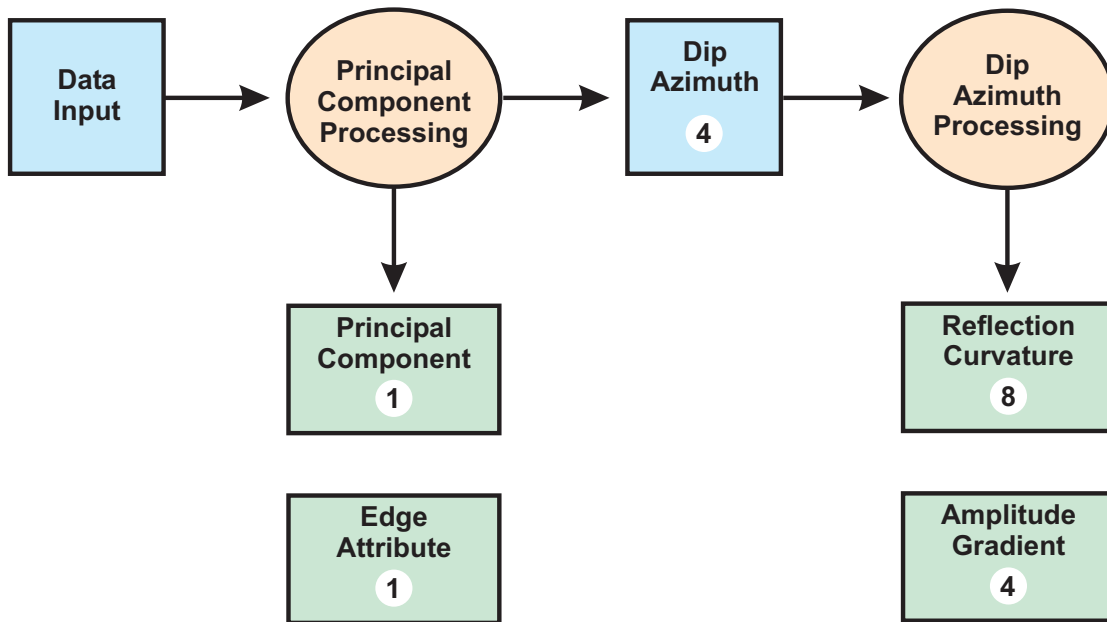 Data
Input
Principal
Component
Processing
Dip
Azimuth
4
Dip
Azimuth
Processing
Principal
Component
1
Reflection
Curvature
8
Edge
Attribute
1
Amplitude
Gradient
4